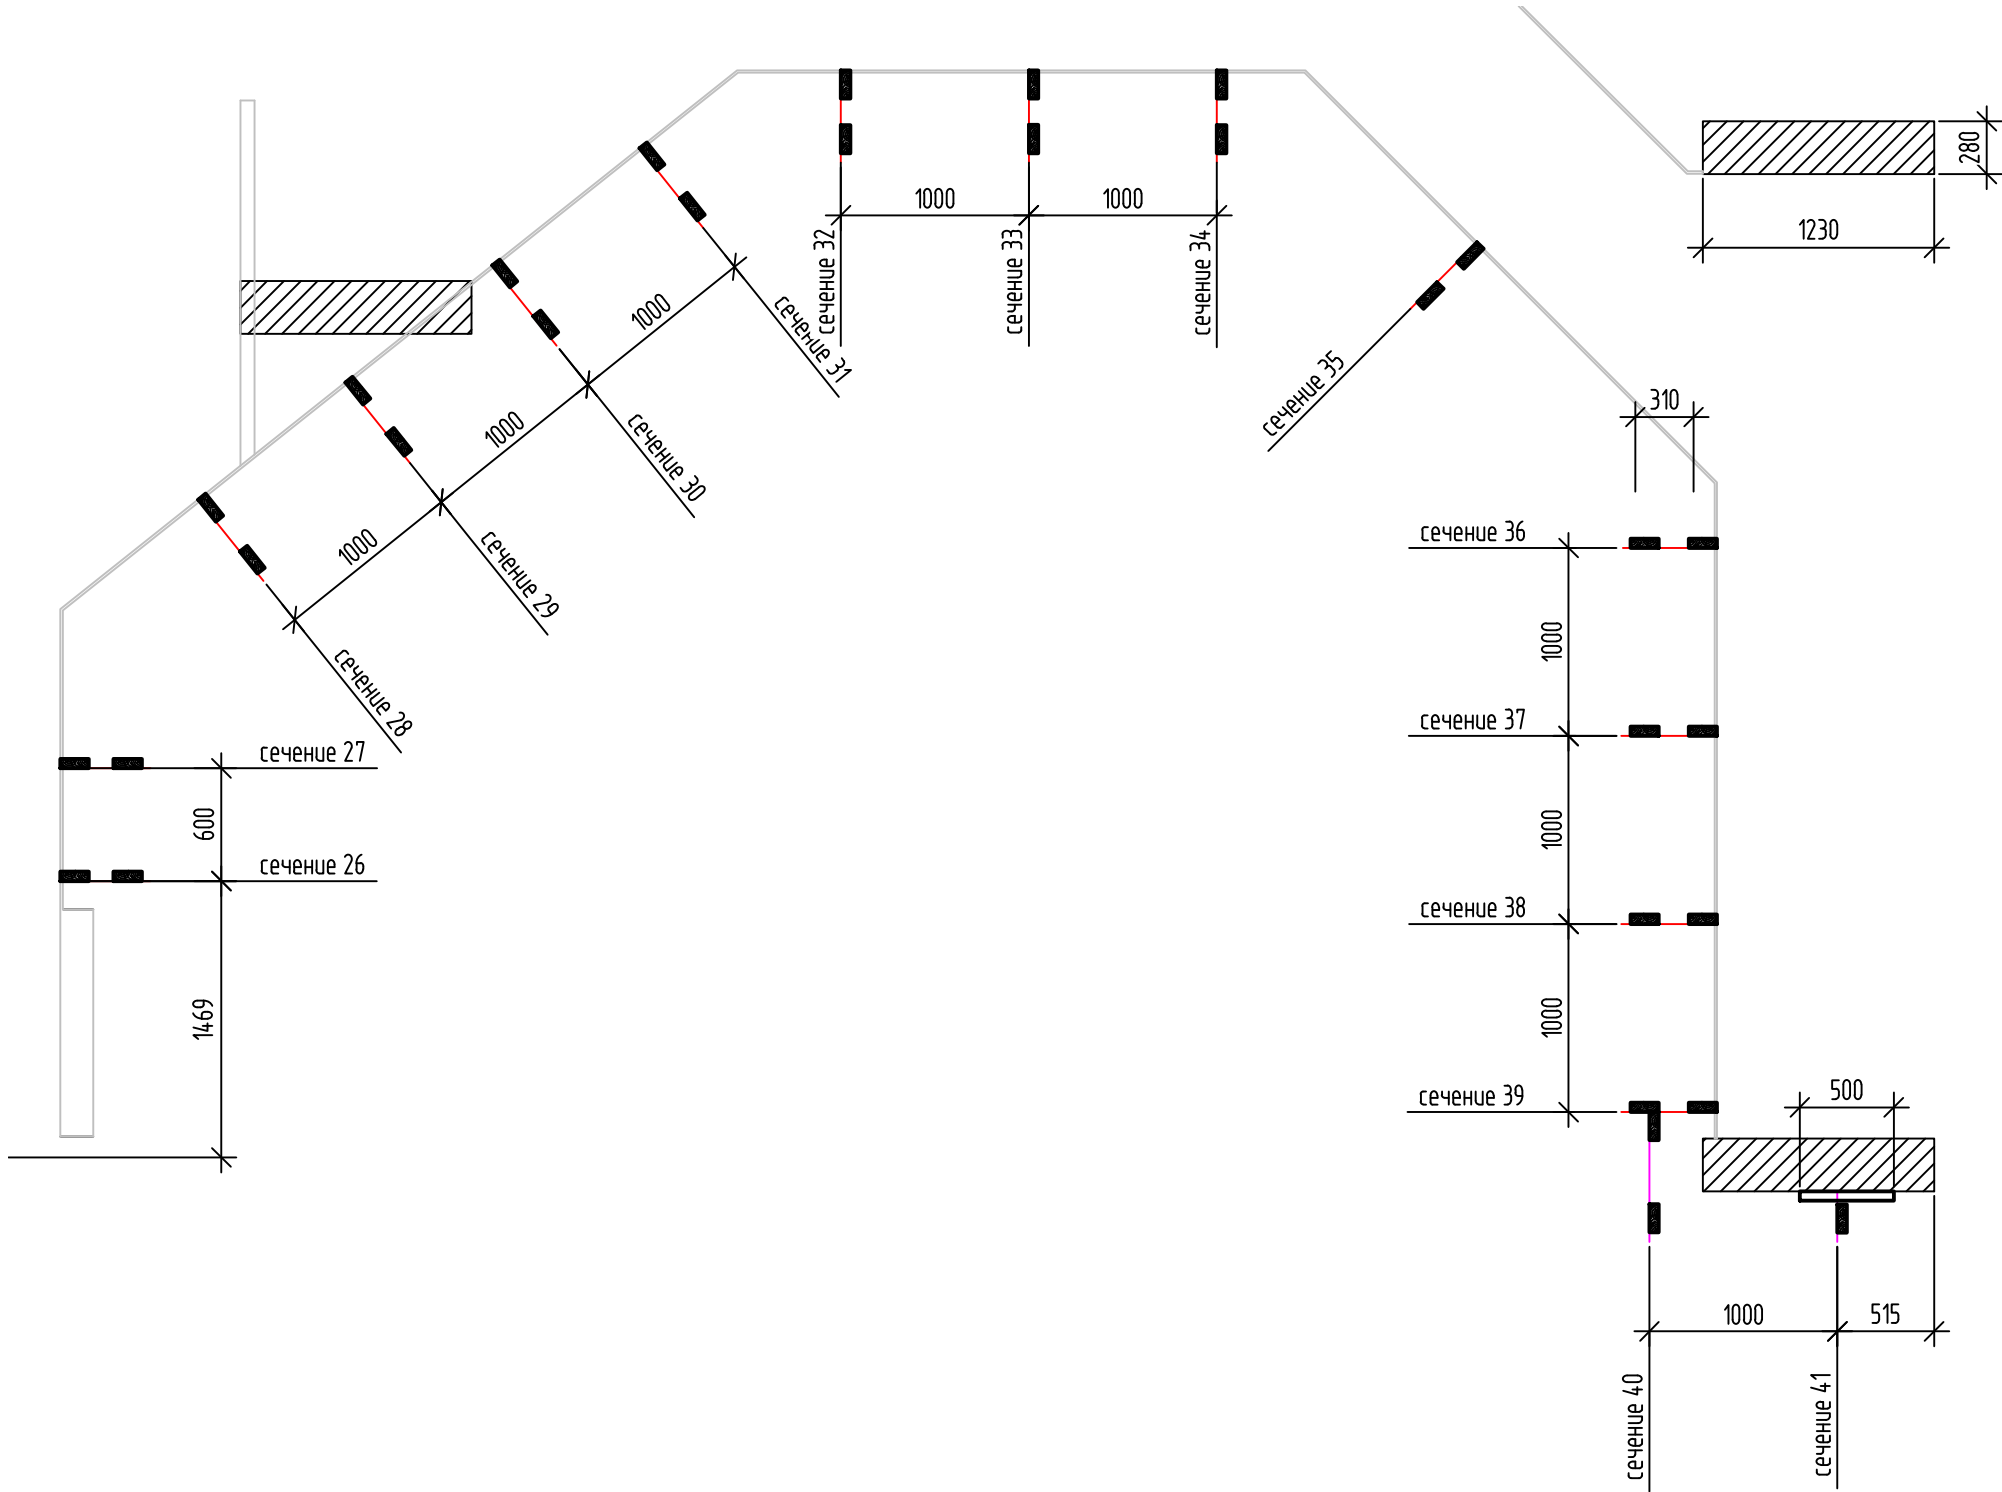 280
1230
1000
1000
сечение 32
сечение 33
сечение 34
1000
сечение 31
1000
сечение 30
1000
сечение 29
сечение 28
сечение 35
310
сечение 36
1000
сечение 37
1000
сечение 38
1000
сечение 39
сечение 27
600
сечение 26
1469
500
1000
515
сечение 40
сечение 41